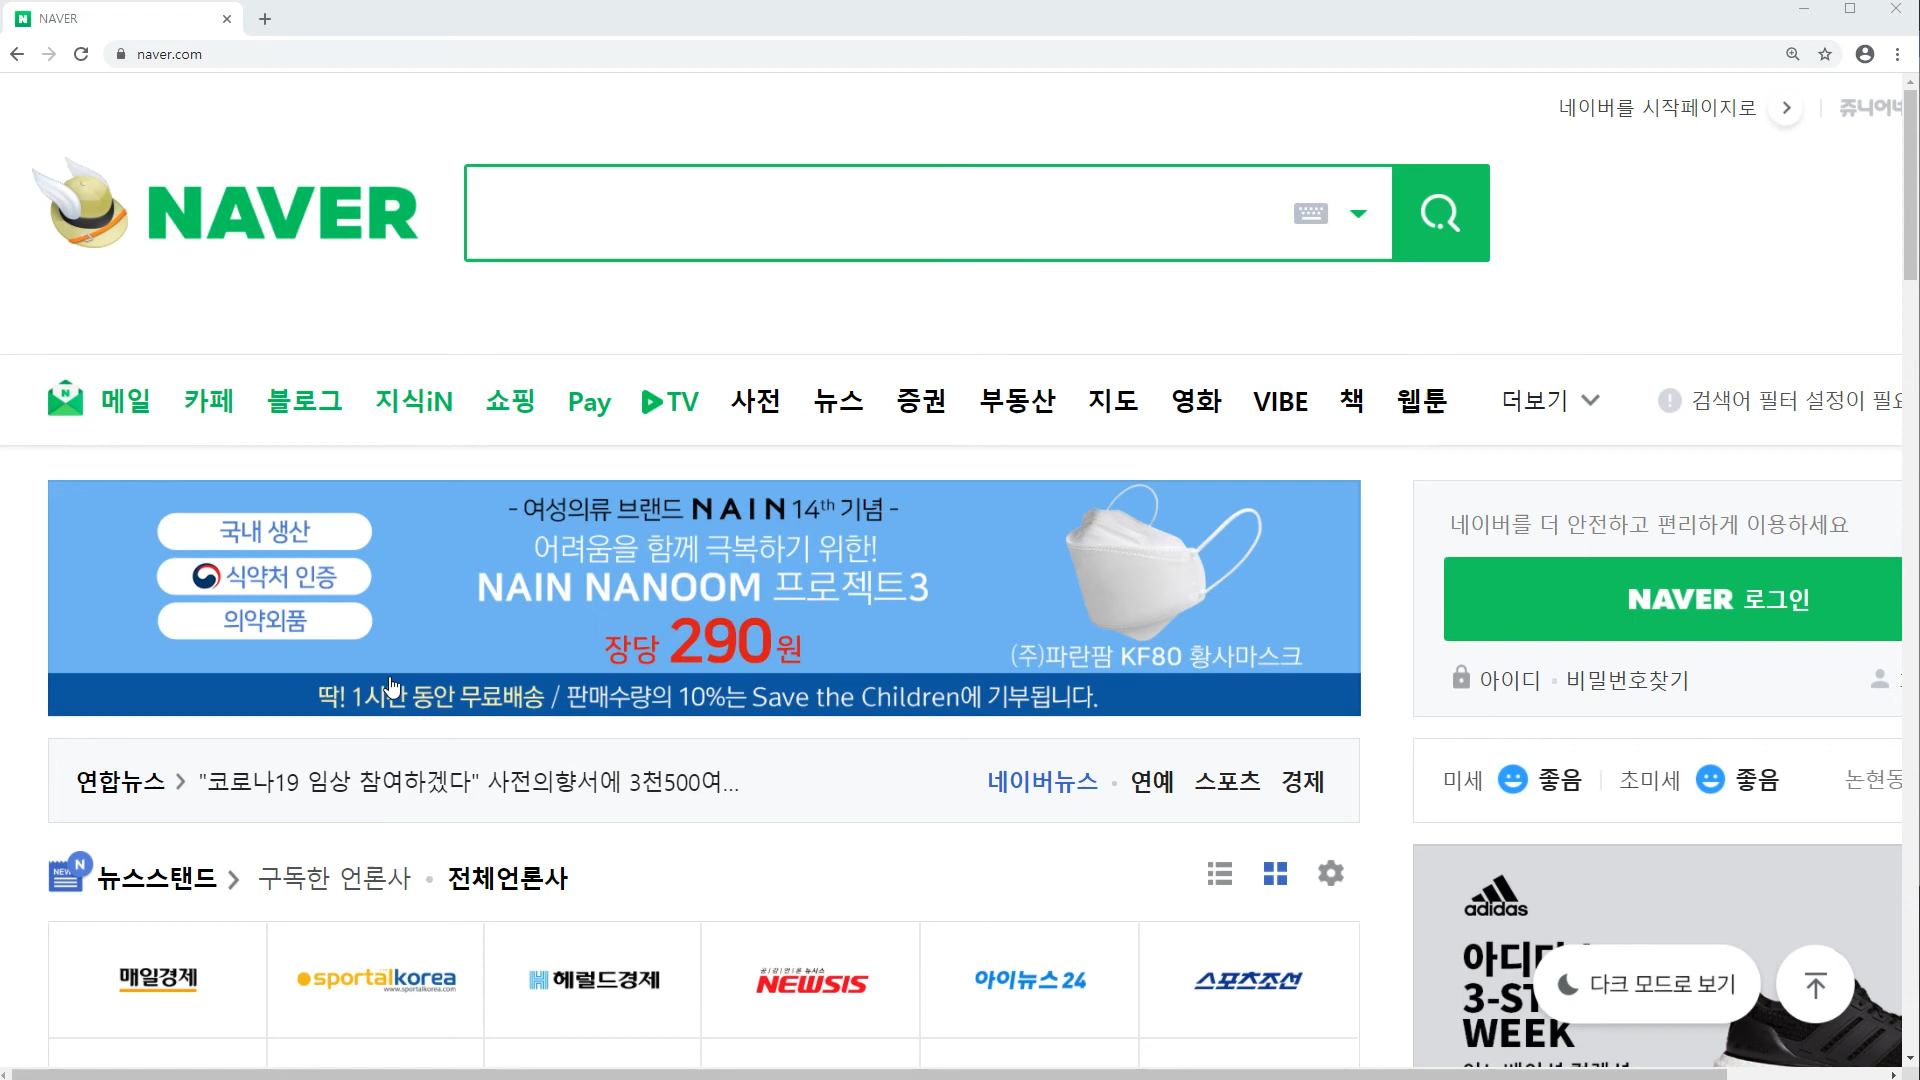 NAVER
naver.com
네이버를 시작페이지로
쥬니어네
NAVER
메일 카페 블로그 지식iN 쇼핑 Pay TV 사전 뉴스 증권 부동산 지도 영화 VIBE 책 웹툰 더보기
검색어 필터 설정이 필요
국내 생산
식약처 인증
의약외품
- 여성의류 브랜드 NAIN 14th 기념 -
어려움을 함께 극복하기 위한!
NAIN NANOOM 프로젝트3
장당 290원
(주)파란팜 KF80 황사마스크
딱! 1시간 동안 무료배송 / 판매수량의 10%는 Save the Children에 기부됩니다.
네이버를 더 안전하고 편리하게 이용하세요
NAVER 로그인
아이디 · 비밀번호찾기
연합뉴스 > "코로나19 임상 참여하겠다" 사전의향서에 3천500여...
네이버뉴스 · 연예 스포츠 경제
미세 좋음 초미세 좋음 논현동
NEW N
뉴스스탠드 > 구독한 언론사 · 전체언론사
매일경제
sportalkorea
www.sportalkorea.com
헤럴드경제
공감언론 뉴시스
NEWSIS
아이뉴스24
스포츠조선
adidas
3-ST
WEEK
다크 모드로 보기